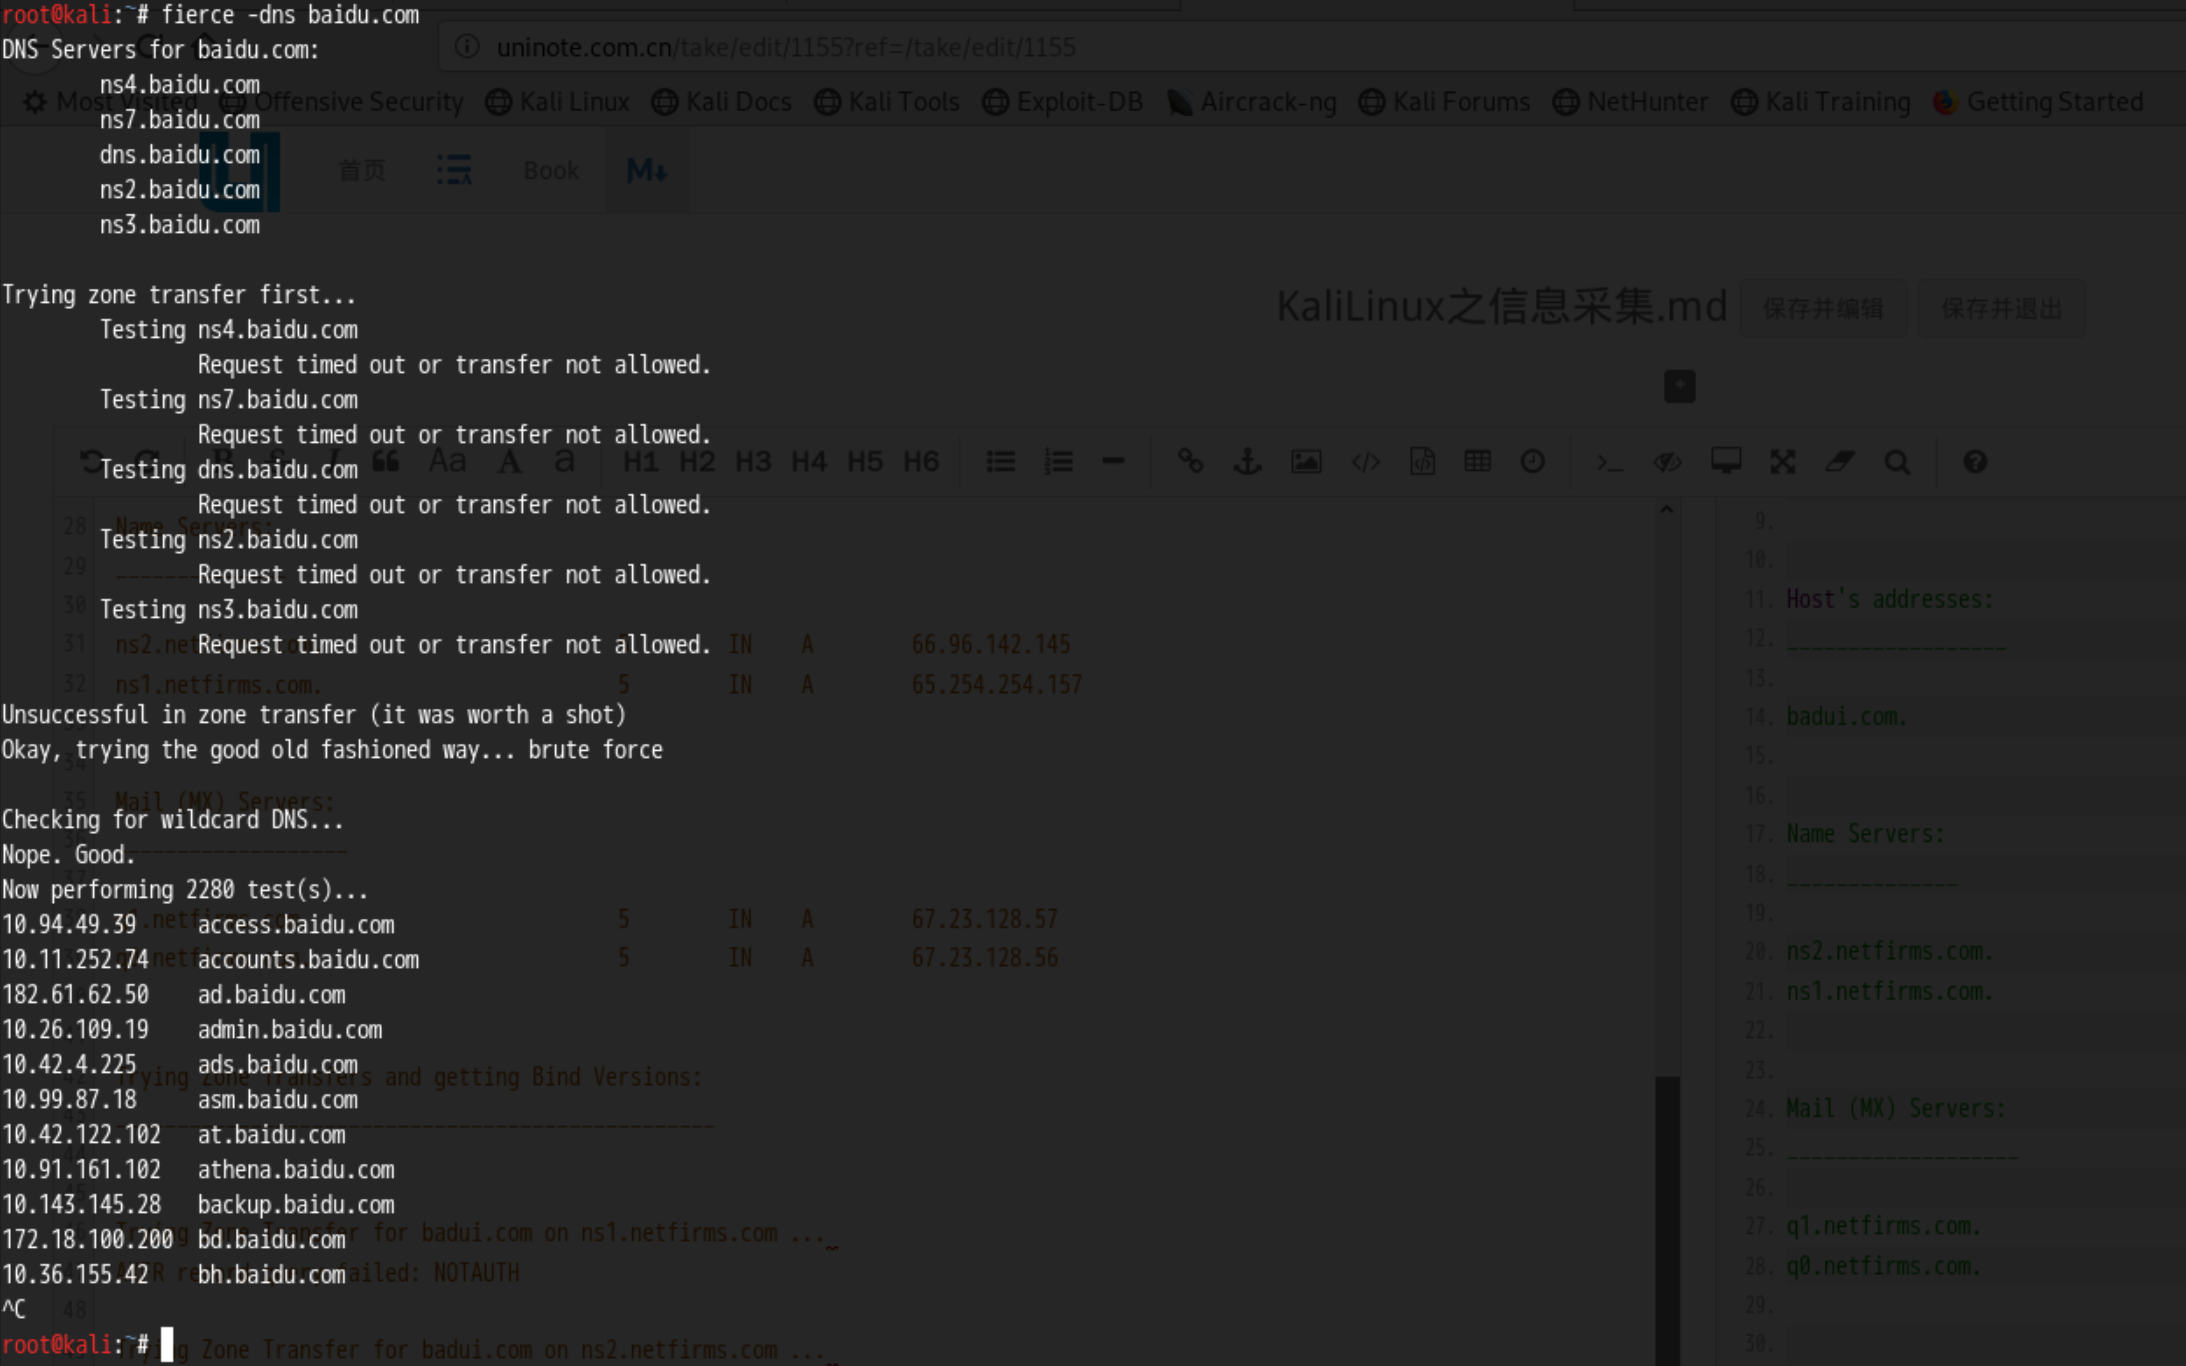 root@kali:~# fierce -dns baidu.com
DNS Servers for baidu.com:
ns4.baidu.com
ns7.baidu.com
dns.baidu.com
ns2.baidu.com
ns3.baidu.com
Trying zone transfer first...
Testing ns4.baidu.com
Request timed out or transfer not allowed.
Testing ns7.baidu.com
Request timed out or transfer not allowed.
Testing dns.baidu.com
Request timed out or transfer not allowed.
Testing ns2.baidu.com
Request timed out or transfer not allowed.
Testing ns3.baidu.com
Request timed out or transfer not allowed.
Unsuccessful in zone transfer (it was worth a shot)
Okay, trying the good old fashioned way... brute force
Checking for wildcard DNS...
Nope. Good.
Now performing 2280 test(s)...
10.94.49.39 access.baidu.com
10.11.252.74 accounts.baidu.com
182.61.62.50 ad.baidu.com
10.26.109.19 admin.baidu.com
10.42.4.225 ads.baidu.com
10.99.87.18 asm.baidu.com
10.42.122.102 at.baidu.com
10.91.161.102 athena.baidu.com
10.143.145.28 backup.baidu.com
172.18.100.200 bd.baidu.com
10.36.155.42 bh.baidu.com
^C
root@kali:~#
uninote.com.cn/take/edit/1155?ref=/take/edit/1155
Most Visited Offensive Security Kali Linux Kali Docs Kali Tools Exploit-DB Aircrack-ng Kali Forums NetHunter Kali Training Getting Started
首页 Book M
KaliLinux之信息采集.md 保存并编辑 保存并退出
B S I Aa A a H1 H2 H3 H4 H5 H6
28 Name Servers:
29
30
31 IN A 66.96.142.145
32 ns1.netfirms.com. 5 IN A 65.254.254.157
34
35 Mail (MX) Servers:
5 IN A 67.23.128.57
5 IN A 67.23.128.56
Trying Zone Transfers and getting Bind Versions:
Trying Zone Transfer for badui.com on ns1.netfirms.com ...
failed: NOTAUTH
48
Trying Zone Transfer for badui.com on ns2.netfirms.com ...
9.
10.
11. Host's addresses:
12. __________________
13.
14. badui.com.
15.
16.
17. Name Servers:
18. ______________
19.
20. ns2.netfirms.com.
21. ns1.netfirms.com.
22.
23.
24. Mail (MX) Servers:
25. ___________________
26.
27. q1.netfirms.com.
28. q0.netfirms.com.
29.
30.